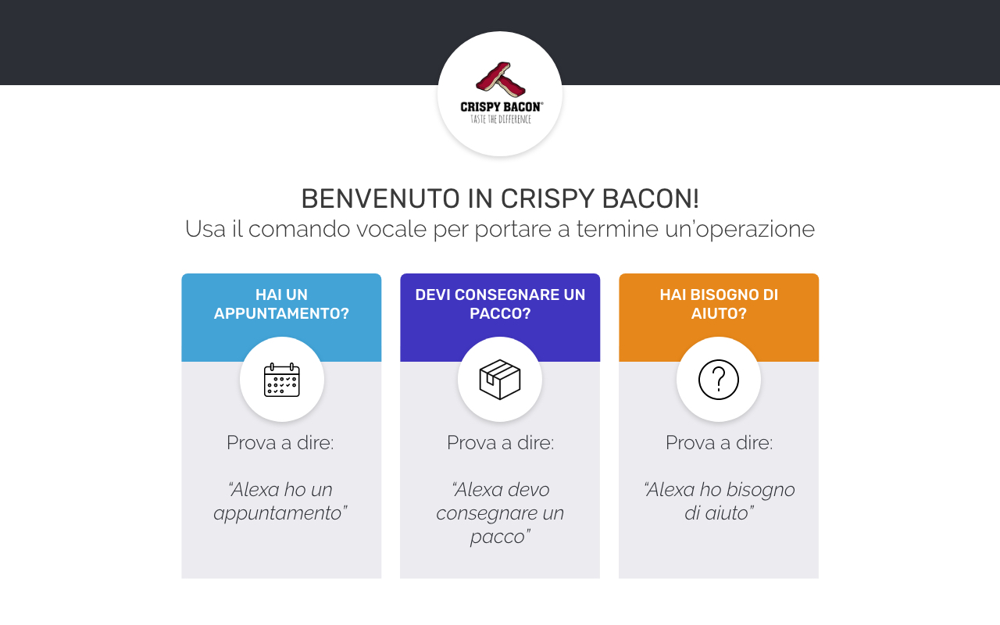 CRISPY BACON®
TASTE THE DIFFERENCE
BENVENUTO IN CRISPY BACON!
Usa il comando vocale per portare a termine un’operazione
HAI UN
APPUNTAMENTO?
Prova a dire:
“Alexa ho un
appuntamento”
DEVI CONSEGNARE UN
PACCO?
Prova a dire:
“Alexa devo
consegnare un
pacco”
HAI BISOGNO DI
AIUTO?
Prova a dire:
“Alexa ho bisogno
di aiuto”